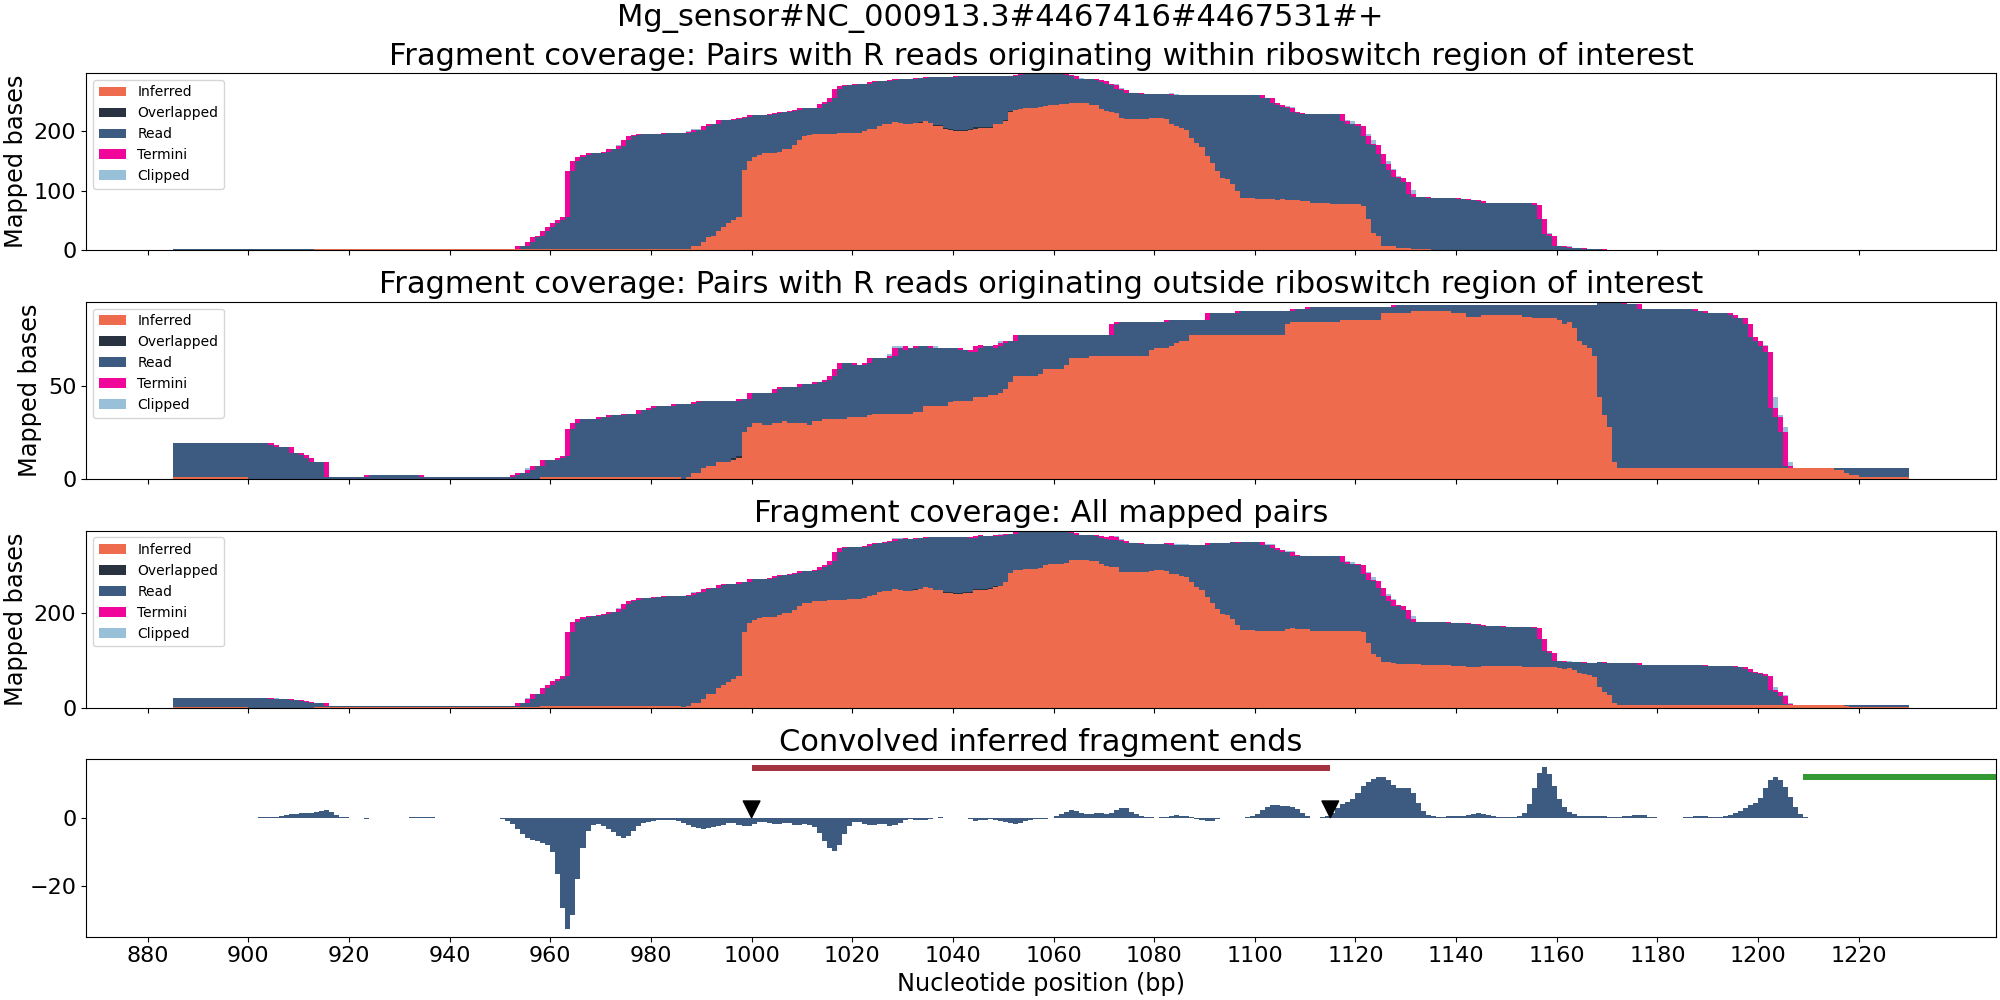 Mg_sensor#NC_000913.3#4467416#4467531#+
Fragment coverage: Pairs with R reads originating within riboswitch region of interest
Mapped bases
200
100
0
Inferred
Overlapped
Read
Termini
Clipped
Fragment coverage: Pairs with R reads originating outside riboswitch region of interest
Mapped bases
50
0
Inferred
Overlapped
Read
Termini
Clipped
Fragment coverage: All mapped pairs
Mapped bases
200
0
Inferred
Overlapped
Read
Termini
Clipped
Convolved inferred fragment ends
0
−20
880 900 920 940 960 980 1000 1020 1040 1060 1080 1100 1120 1140 1160 1180 1200 1220
Nucleotide position (bp)